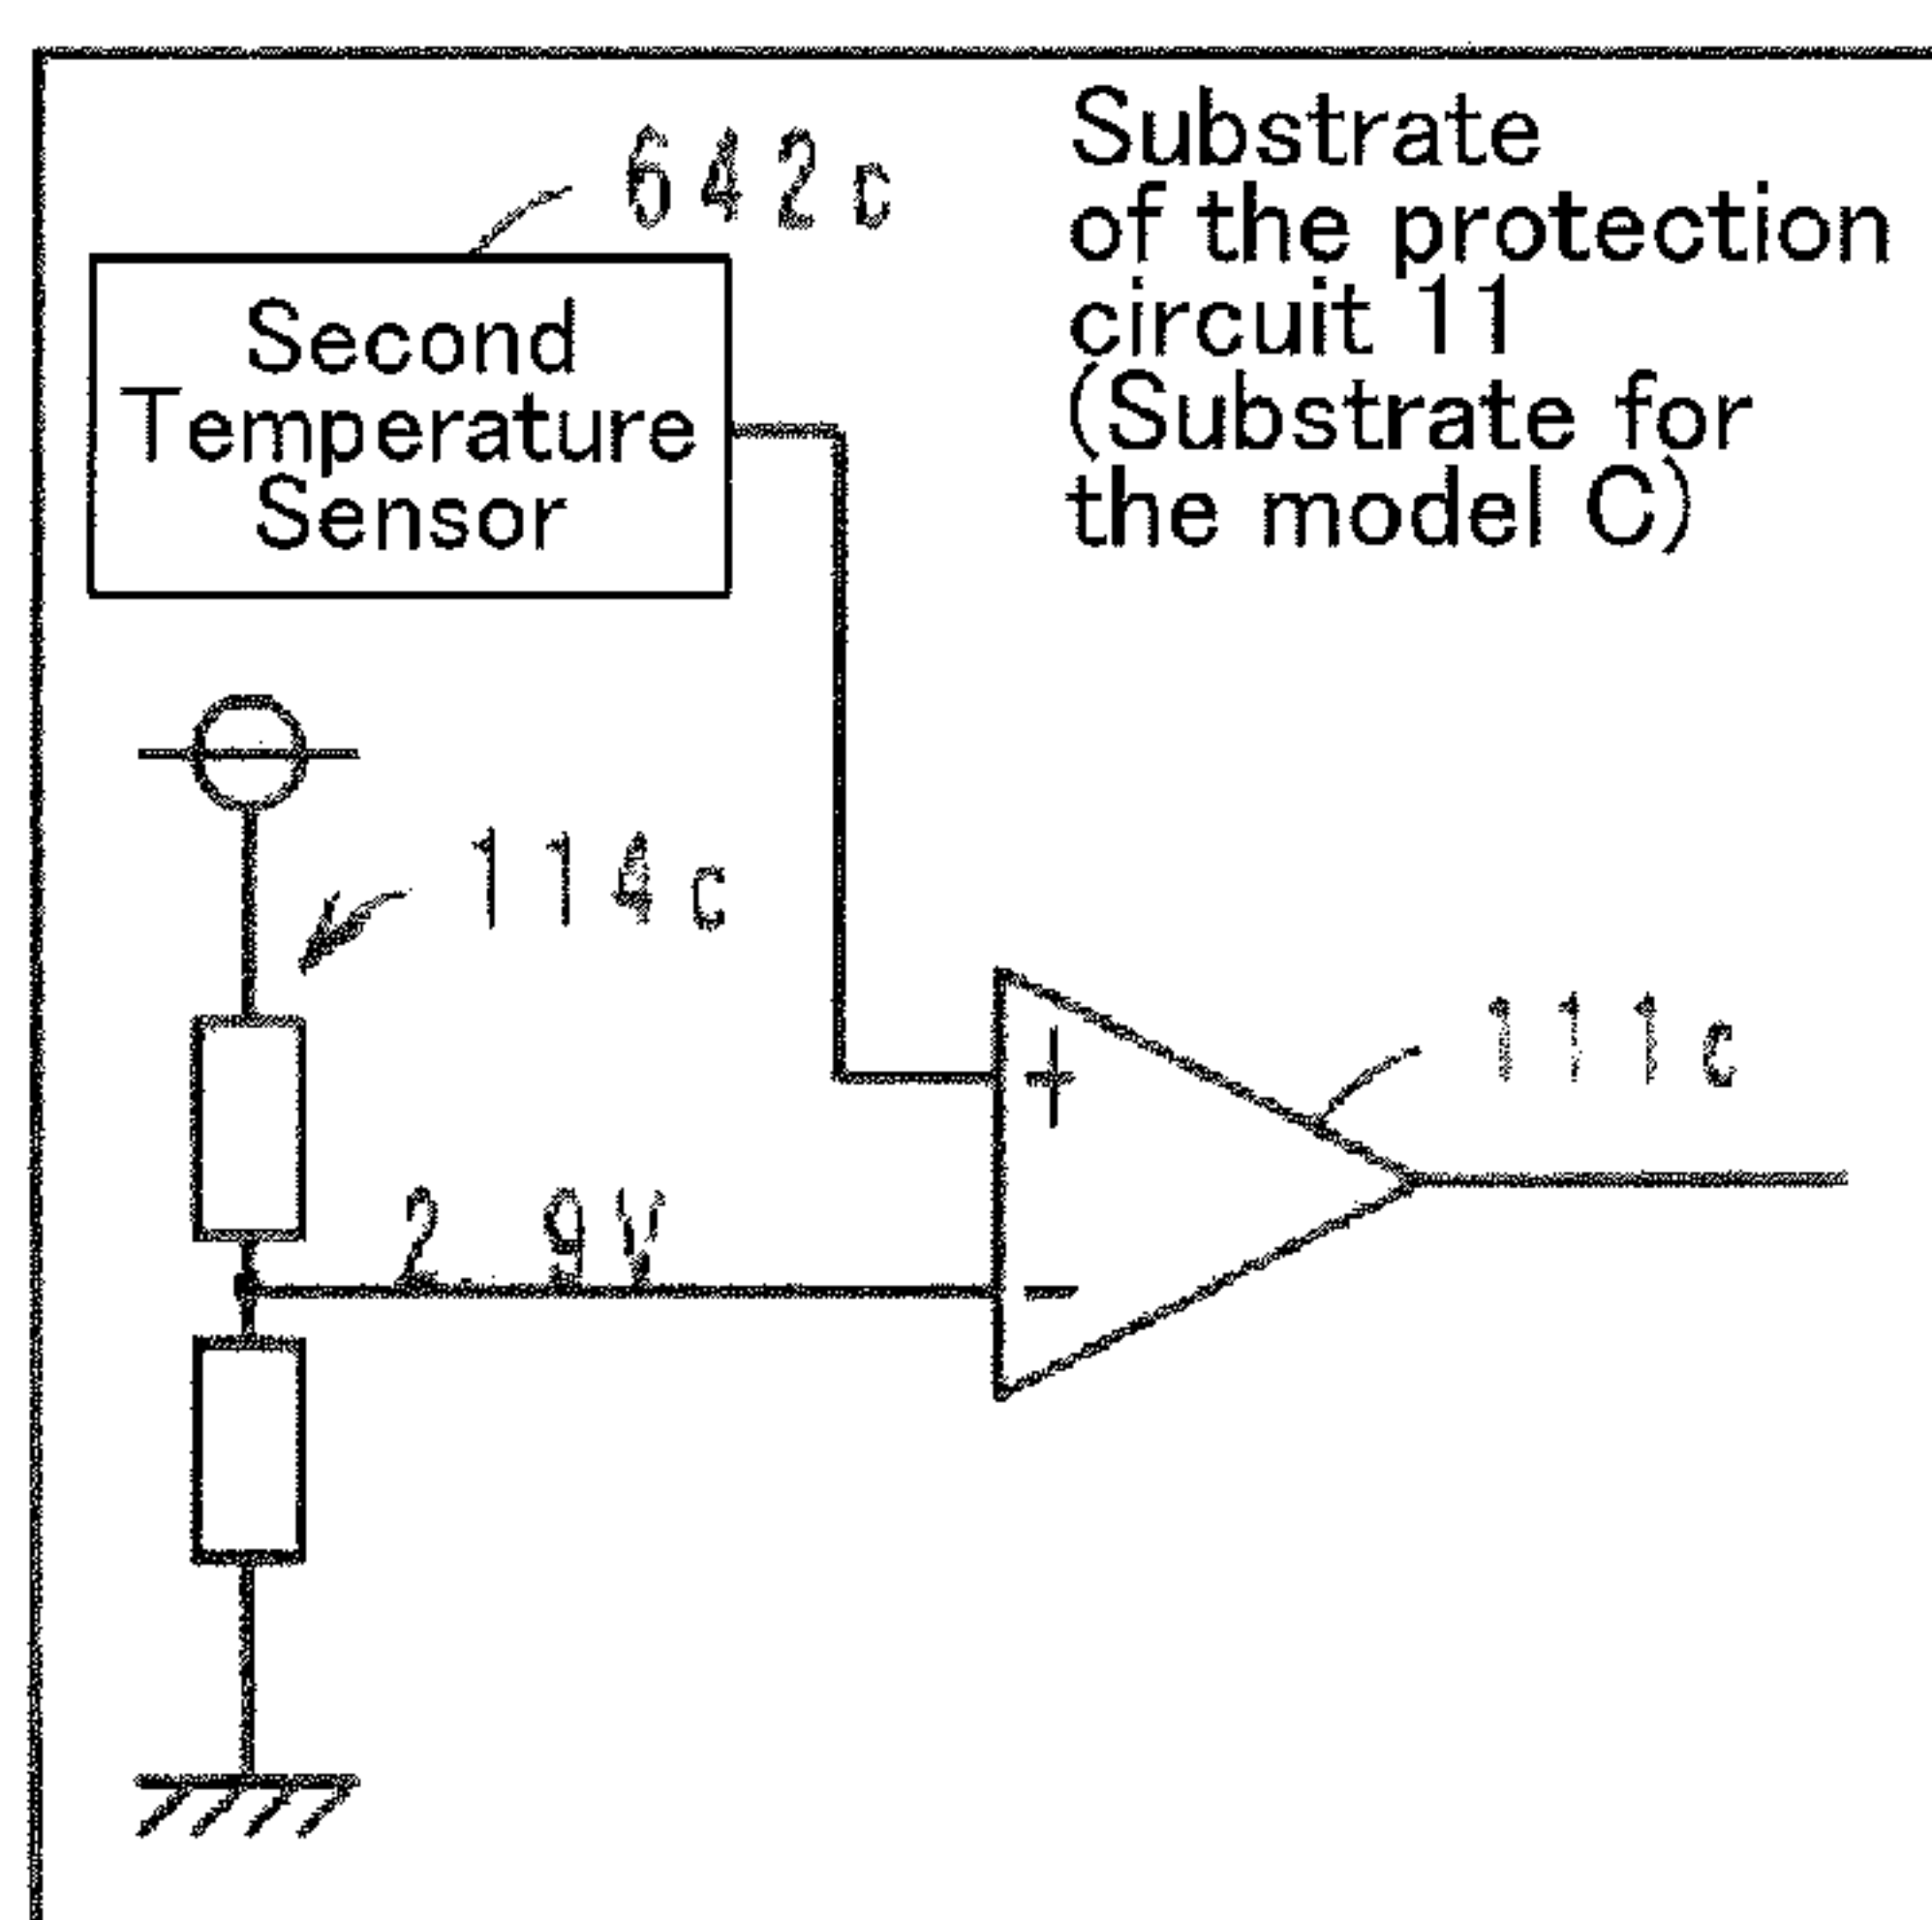 642c
Substrate
of the protection
circuit 11
(Substrate for
the model C)
Second
Temperature
Sensor
114c
111c
2.9V
+
−